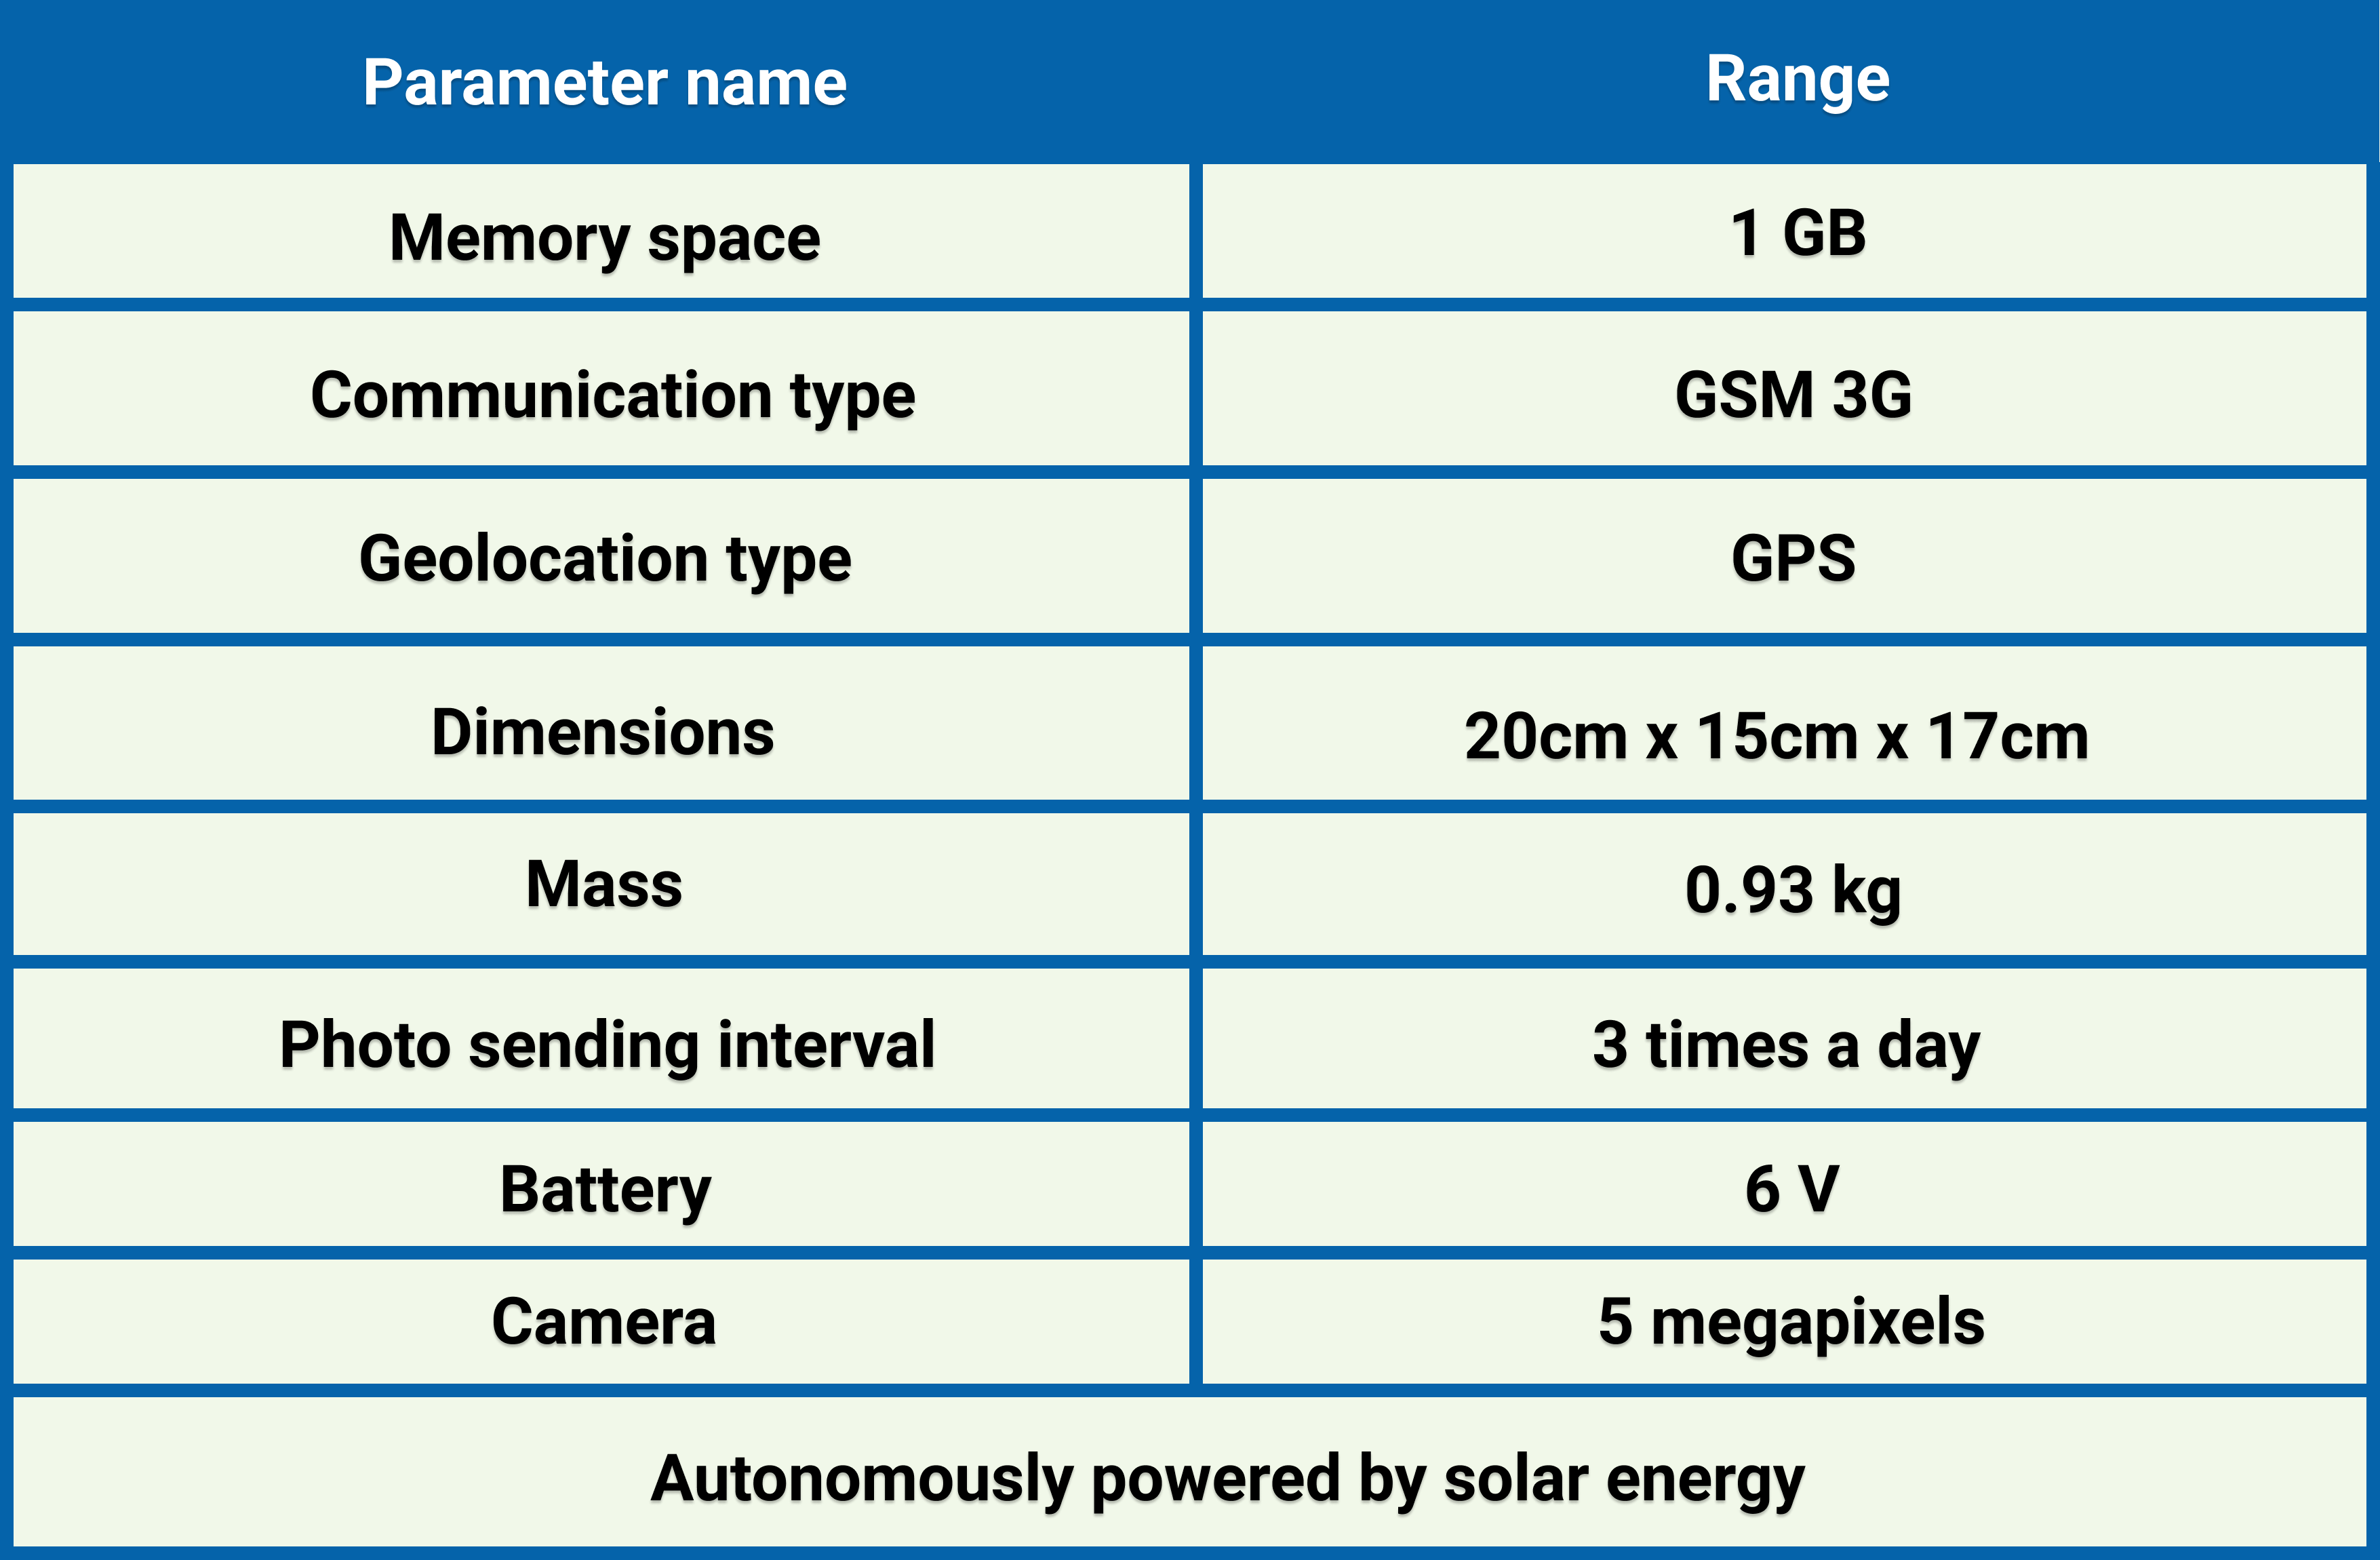 Parameter name Range
Memory space 1 GB
Communication type GSM 3G
Geolocation type GPS
Dimensions 20cm x 15cm x 17cm
Mass 0.93 kg
Photo sending interval 3 times a day
Battery 6 V
Camera 5 megapixels
Autonomously powered by solar energy